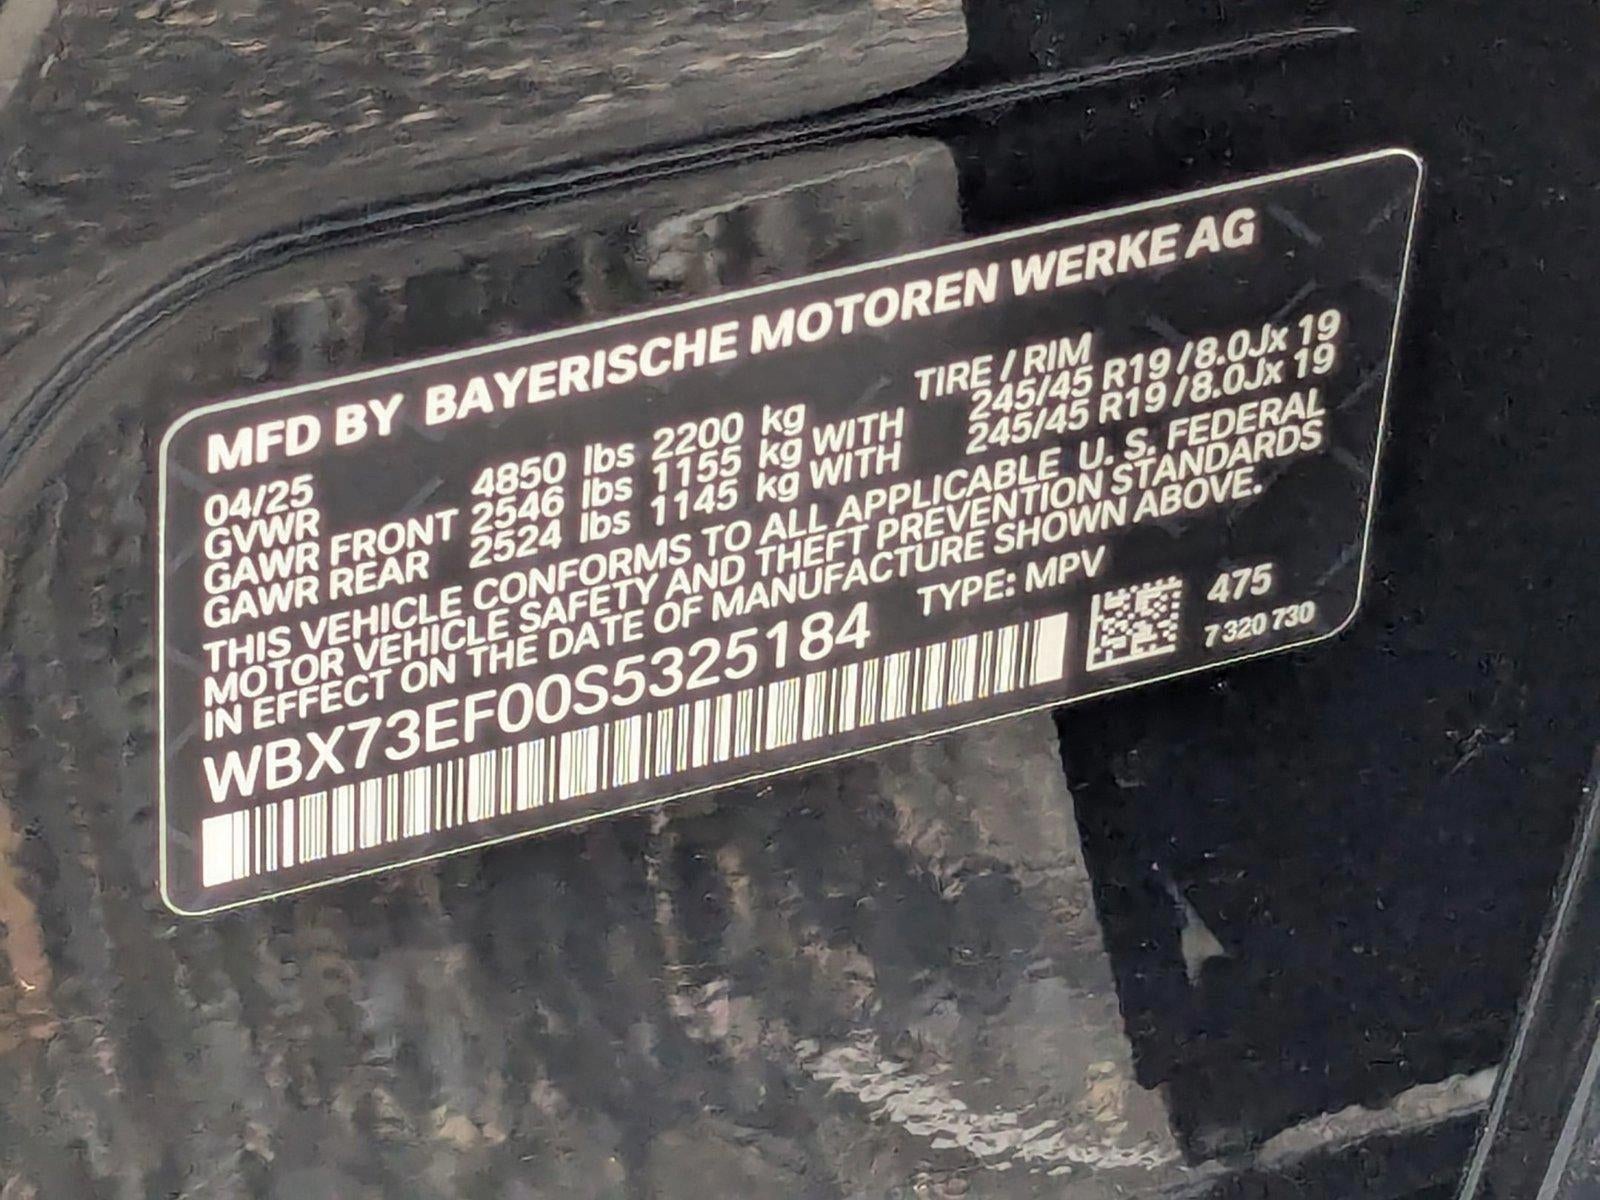 MFD BY BAYERISCHE MOTOREN WERKE AG
04/25 TIRE / RIM
GVWR 4850 lbs 2200 kg
GAWR FRONT 2546 lbs 1155 kg WITH 245/45 R19 /8.0Jx 19
GAWR REAR 2524 lbs 1145 kg WITH 245/45 R19 /8.0Jx 19
THIS VEHICLE CONFORMS TO ALL APPLICABLE U. S. FEDERAL
MOTOR VEHICLE SAFETY AND THEFT PREVENTION STANDARDS
IN EFFECT ON THE DATE OF MANUFACTURE SHOWN ABOVE.
WBX73EF00S5325184 TYPE: MPV
475
7 320 730